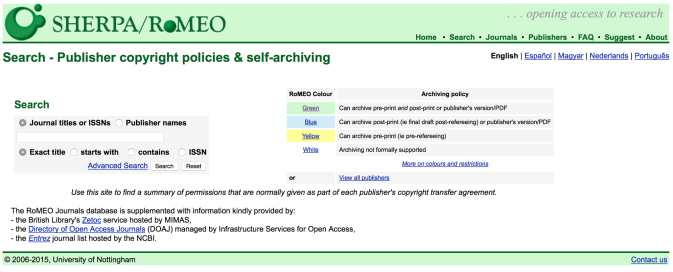 SHERPA/RoMEO
. . . opening access to research
Home • Search • Journals • Publishers • FAQ • Suggest • About
Search - Publisher copyright policies & self-archiving
English | Español | Magyar | Nederlands | Português
Search
Journal titles or ISSNs Publisher names
Exact title starts with contains ISSN
Advanced Search Search Reset
RoMEO Colour Archiving policy
Green Can archive pre-print and post-print or publisher's version/PDF
Blue Can archive post-print (ie final draft post-refereeing) or publisher's version/PDF
Yellow Can archive pre-print (ie pre-refereeing)
White Archiving not formally supported
More on colours and restrictions
or View all publishers
Use this site to find a summary of permissions that are normally given as part of each publisher's copyright transfer agreement.
The RoMEO Journals database is supplemented with information kindly provided by:
- the British Library's Zetoc service hosted by MIMAS,
- the Directory of Open Access Journals (DOAJ) managed by Infrastructure Services for Open Access,
- the Entrez journal list hosted by the NCBI.
© 2006-2015, University of Nottingham
Contact us